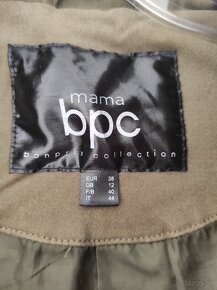 mama
bpc
bonprix collection
EUR 38
GB 12
F/B 40
IT 44